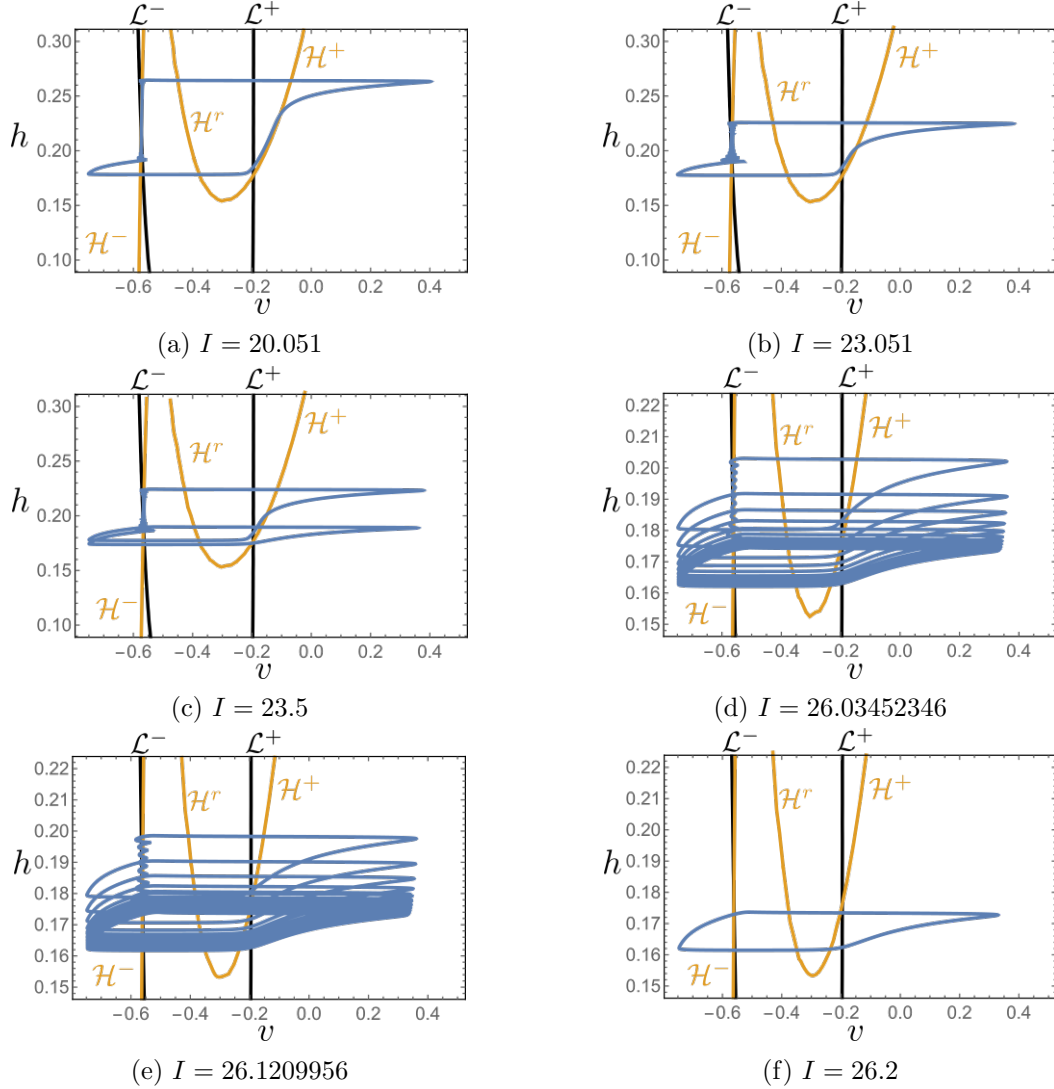 ℒ⁻ ℒ⁺ ℒ⁻ ℒ⁺
0.30 ℋ⁺ 0.30 ℋ⁺
0.25 ℋʳ 0.25 ℋʳ
h 0.20 h 0.20
0.15 0.15
0.10 ℋ⁻ 0.10 ℋ⁻
−0.6 −0.4 −0.2 0.0 0.2 0.4 −0.6 −0.4 −0.2 0.0 0.2 0.4
v v
(a) I = 20.051 (b) I = 23.051
ℒ⁻ ℒ⁺ ℒ⁻ ℒ⁺
0.30 ℋ⁺ 0.22 ℋ⁺
0.25 ℋʳ 0.21 ℋʳ
h 0.20 h 0.20
0.15 0.19
0.10 ℋ⁻ 0.18
0.17
0.16
0.15 ℋ⁻
−0.6 −0.4 −0.2 0.0 0.2 0.4 −0.6 −0.4 −0.2 0.0 0.2 0.4
v v
(c) I = 23.5 (d) I = 26.03452346
ℒ⁻ ℒ⁺ ℒ⁻ ℒ⁺
0.22 ℋ⁺ 0.22 ℋ⁺
0.21 ℋʳ 0.21 ℋʳ
0.20 0.20
h 0.19 h 0.19
0.18 0.18
0.17 0.17
0.16 ℋ⁻ 0.16 ℋ⁻
0.15 0.15
−0.6 −0.4 −0.2 0.0 0.2 0.4 −0.6 −0.4 −0.2 0.0 0.2 0.4
v v
(e) I = 26.1209956 (f) I = 26.2